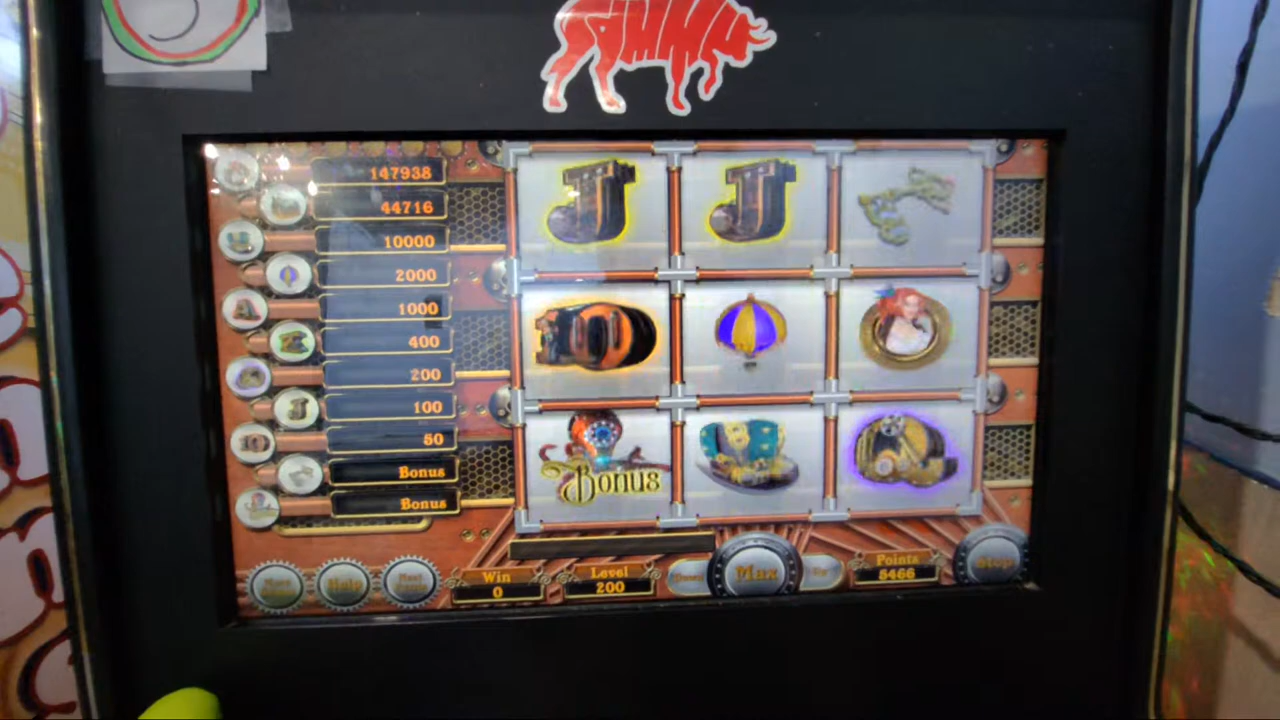 147938
44716
10000
2000
1000
400
200
100
50
Bonus
Bonus
J
J
10
Bonus
Help
Win
0
Level
200
Max
Points
5466
Stop